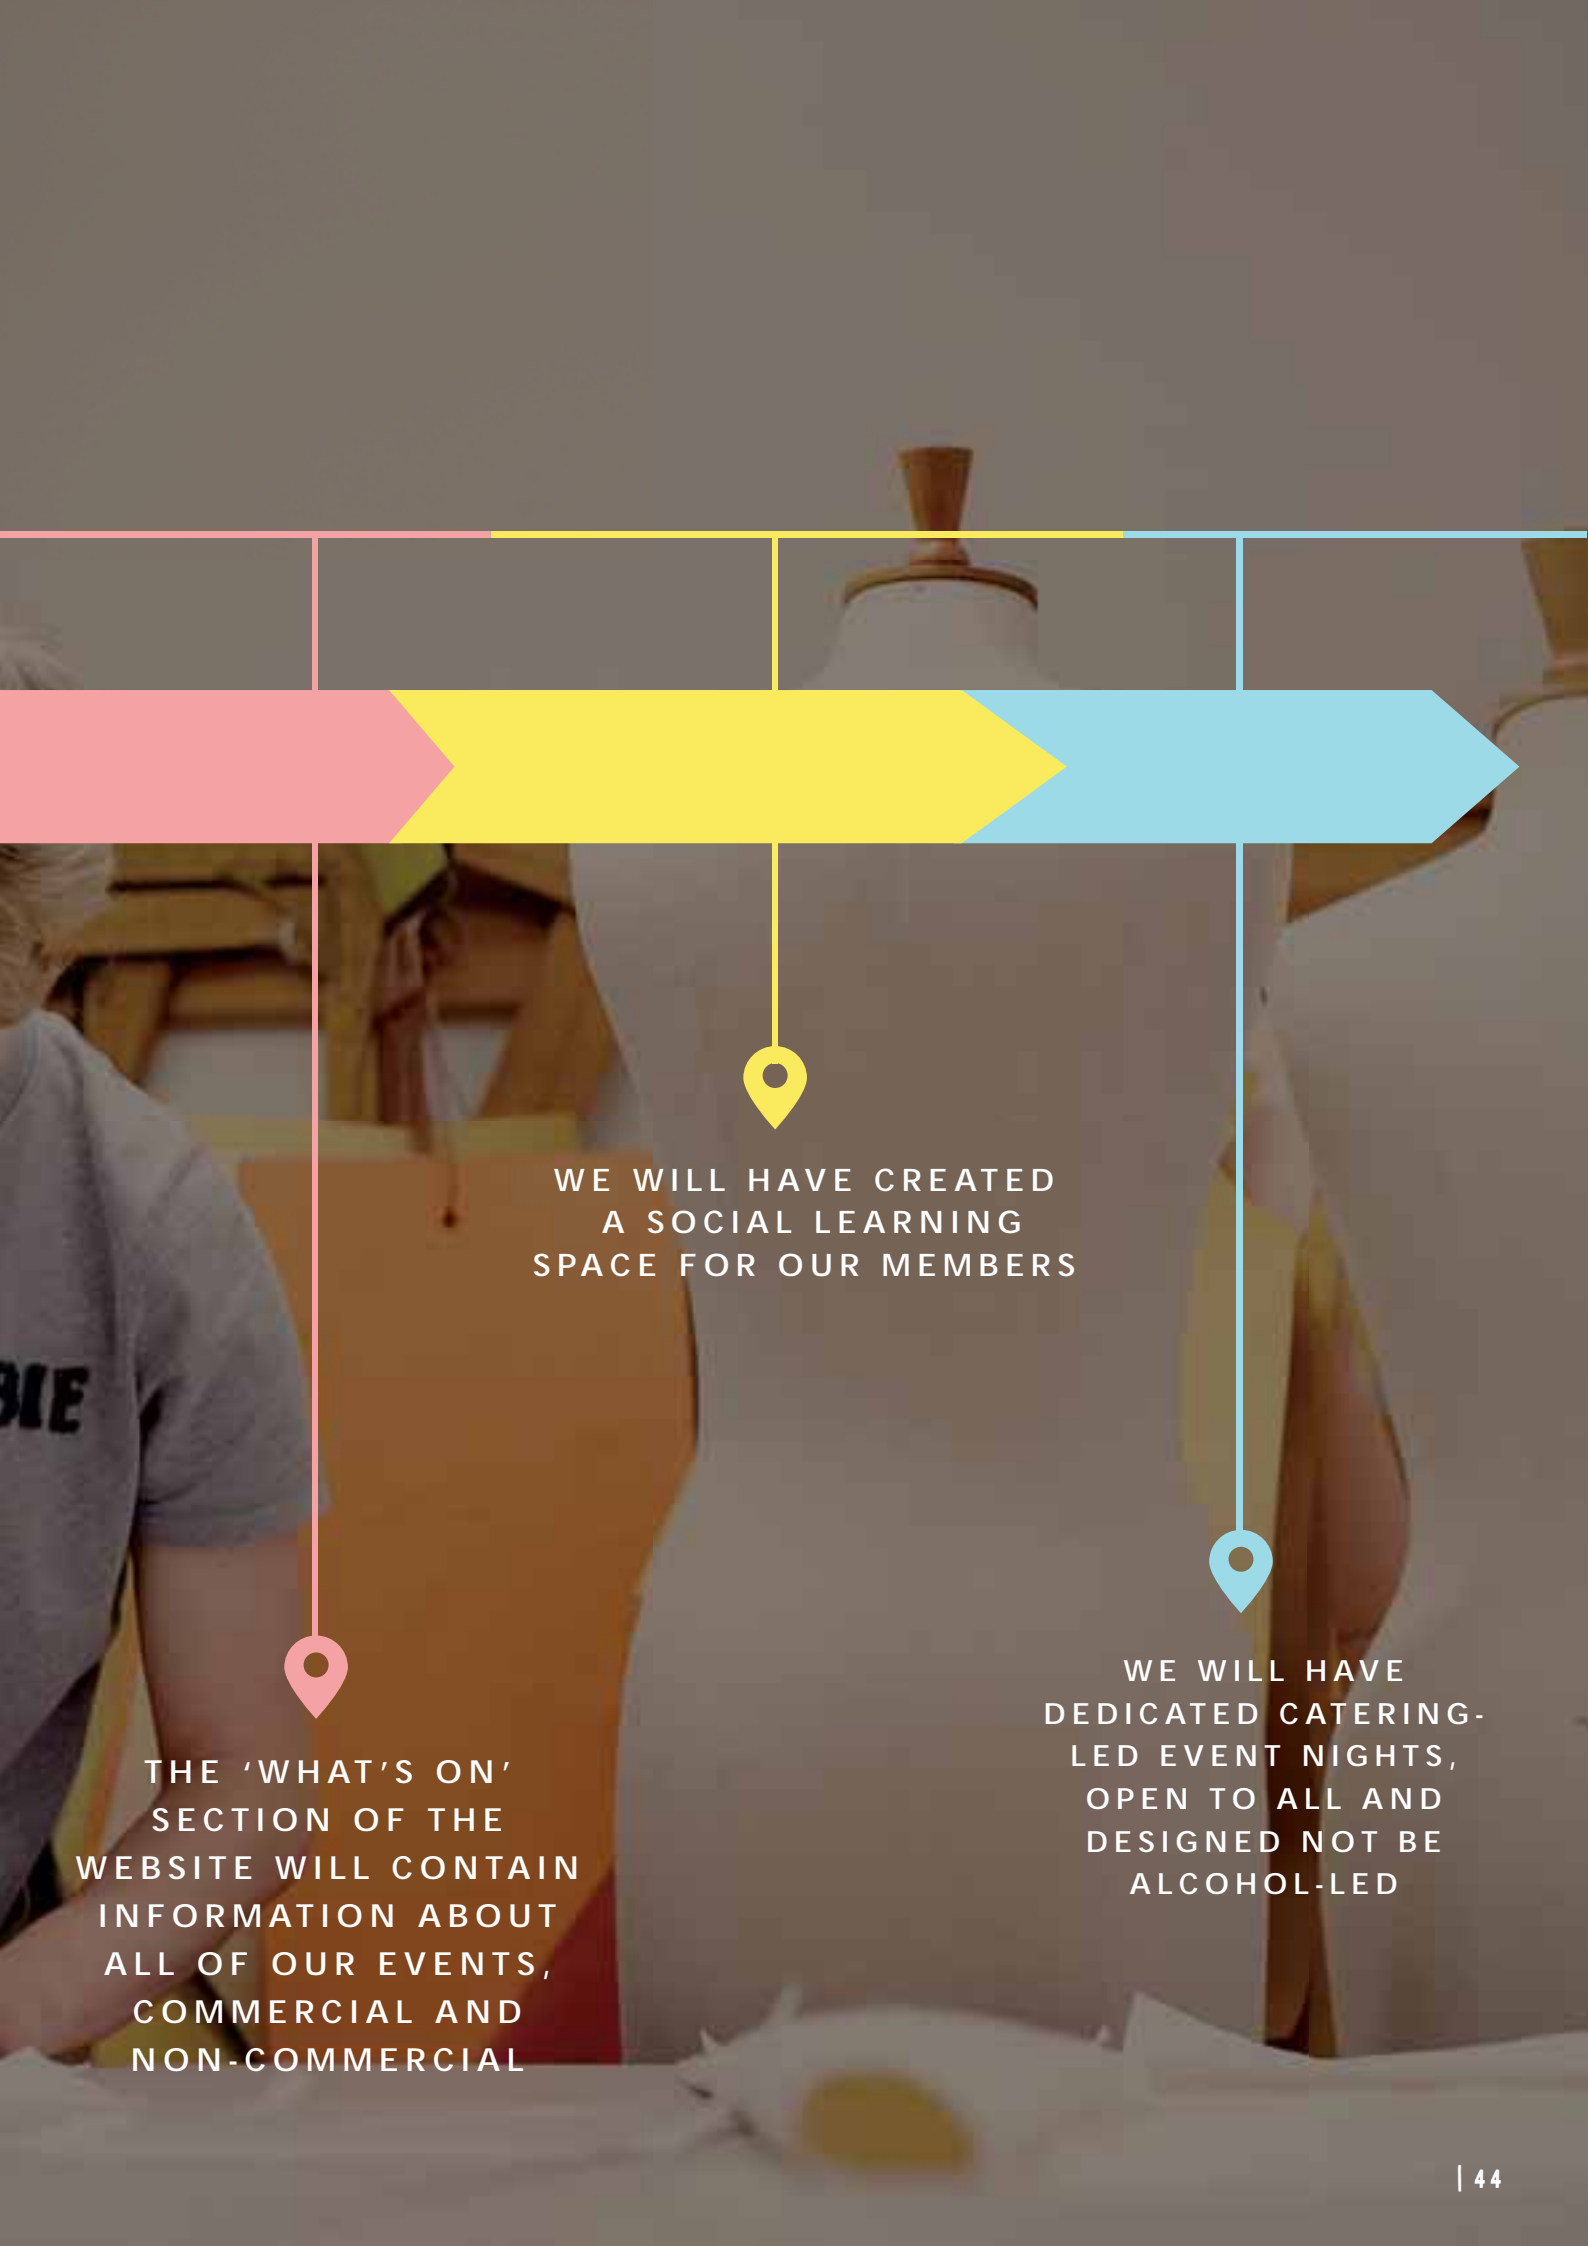 WE WILL HAVE CREATED
A SOCIAL LEARNING
SPACE FOR OUR MEMBERS
BIE
WE WILL HAVE
DEDICATED CATERING-
LED EVENT NIGHTS,
OPEN TO ALL AND
DESIGNED NOT BE
ALCOHOL-LED
THE ‘WHAT’S ON’
SECTION OF THE
WEBSITE WILL CONTAIN
INFORMATION ABOUT
ALL OF OUR EVENTS,
COMMERCIAL AND
NON-COMMERCIAL
| 44